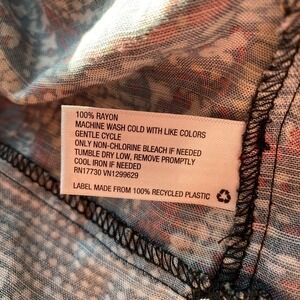 100% RAYON
MACHINE WASH COLD WITH LIKE COLORS
GENTLE CYCLE
ONLY NON-CHLORINE BLEACH IF NEEDED
TUMBLE DRY LOW, REMOVE PROMPTLY
COOL IRON IF NEEDED
RN17730 VN1299629
LABEL MADE FROM 100% RECYCLED PLASTIC